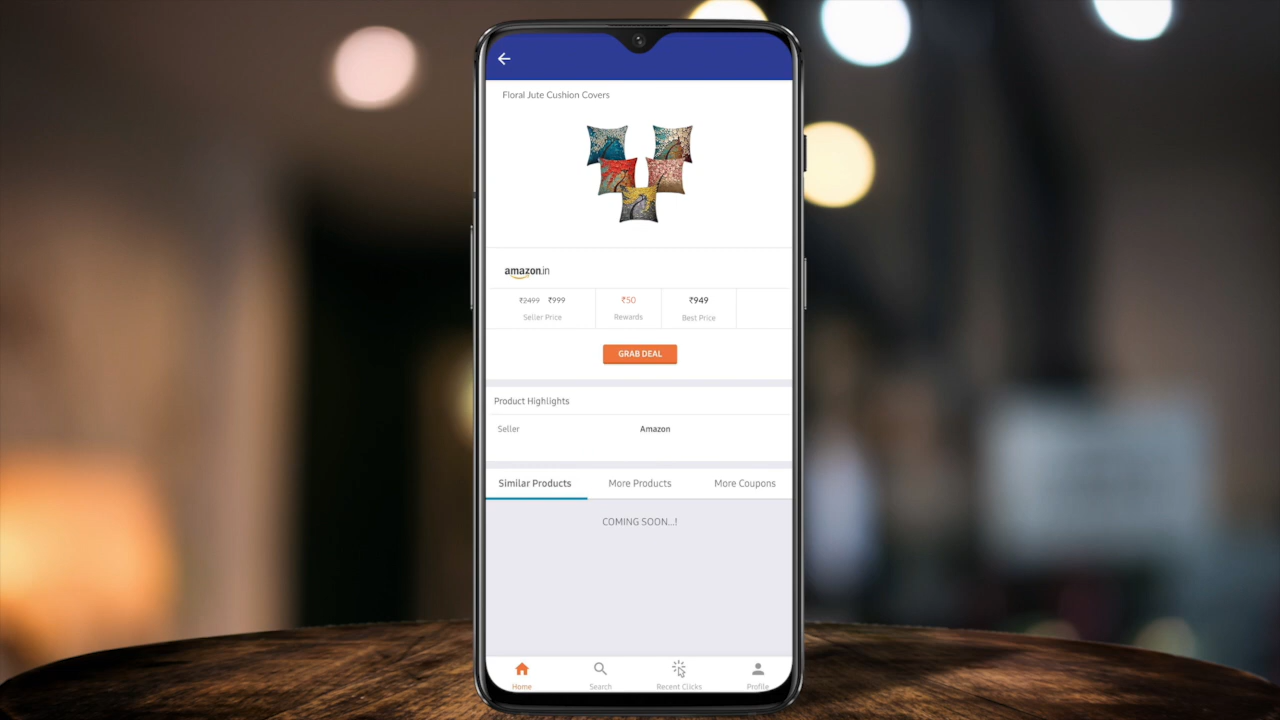 Floral Jute Cushion Covers
amazon.in
₹2499 ₹999 ₹50 ₹949
Seller Price Rewards Best Price
GRAB DEAL
Product Highlights
Seller Amazon
Similar Products More Products More Coupons
COMING SOON...!
Home Search Recent Clicks Profile